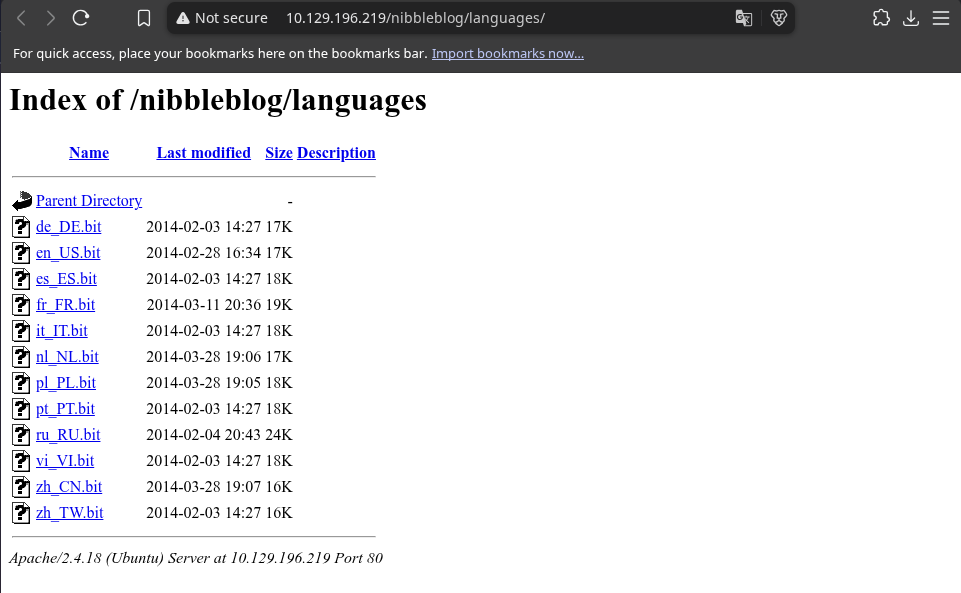 Not secure 10.129.196.219/nibbleblog/languages/
For quick access, place your bookmarks here on the bookmarks bar. Import bookmarks now...
Index of /nibbleblog/languages
Name Last modified Size Description
Parent Directory -
de_DE.bit 2014-02-03 14:27 17K
en_US.bit 2014-02-28 16:34 17K
es_ES.bit 2014-02-03 14:27 18K
fr_FR.bit 2014-03-11 20:36 19K
it_IT.bit 2014-02-03 14:27 18K
nl_NL.bit 2014-03-28 19:06 17K
pl_PL.bit 2014-03-28 19:05 18K
pt_PT.bit 2014-02-03 14:27 18K
ru_RU.bit 2014-02-04 20:43 24K
vi_VI.bit 2014-02-03 14:27 18K
zh_CN.bit 2014-03-28 19:07 16K
zh_TW.bit 2014-02-03 14:27 16K
Apache/2.4.18 (Ubuntu) Server at 10.129.196.219 Port 80